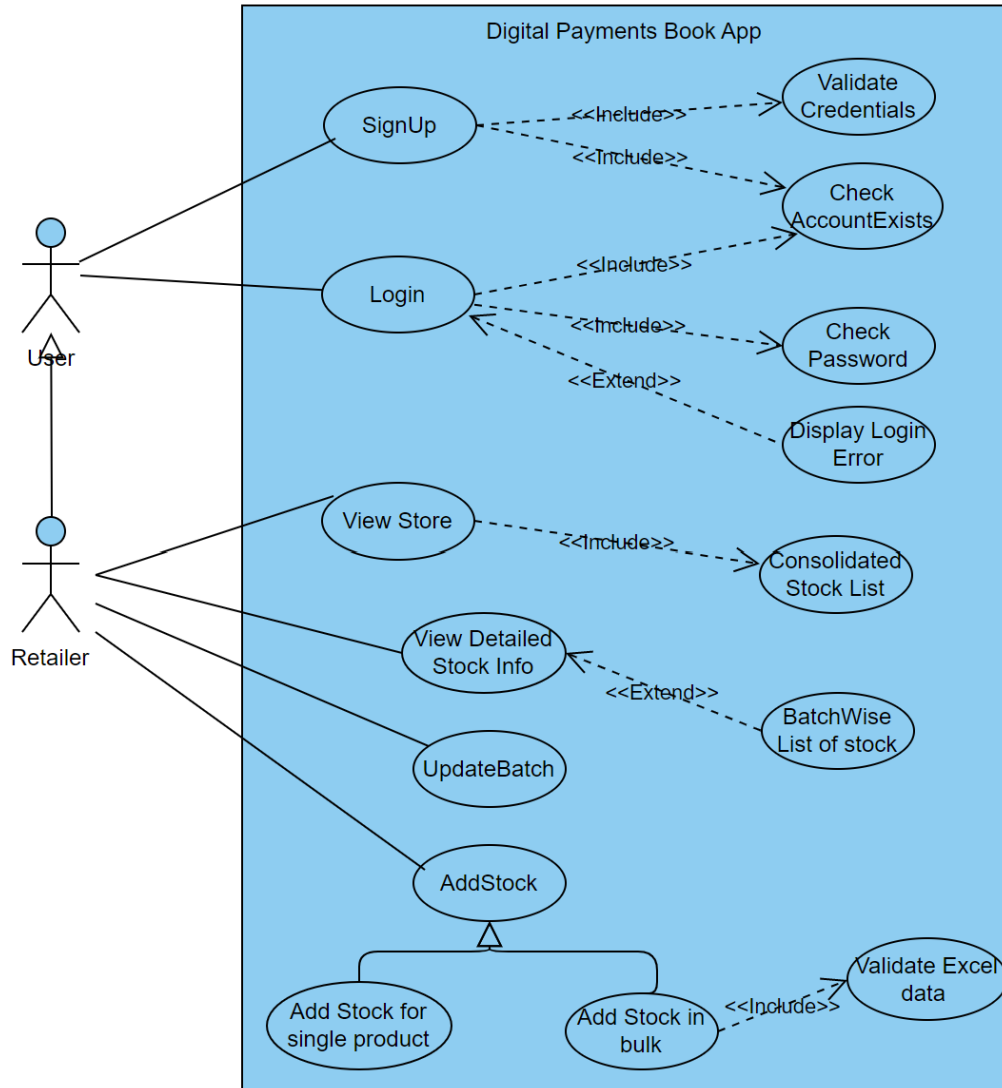 Digital Payments Book App
Validate
Credentials
<<Include>>
SignUp
<<Include>>
Check
AccountExists
<<Include>>
Login
<<Include>>
Check
Password
User
<<Extend>>
Display Login
Error
View Store
<<Include>>
Consolidated
Stock List
Retailer
View Detailed
Stock Info
<<Extend>>
BatchWise
List of stock
UpdateBatch
AddStock
Validate Excel
data
<<Include>>
Add Stock for
single product
Add Stock in
bulk